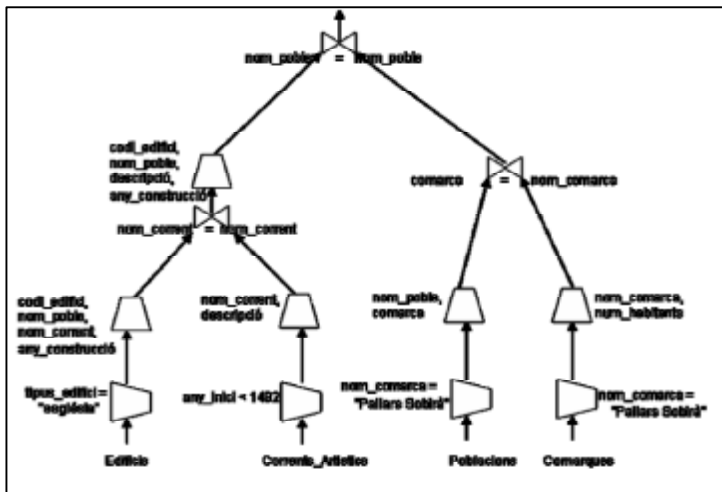 nom_poble = nom_poble
codi_edifici,
nom_poble,
descripció,
any_construcció
comarca = nom_comarca
nom_corrent = nom_corrent
codi_edifici,
nom_poble,
nom_corrent,
any_construcció
nom_corrent,
descripció
nom_poble,
comarca
nom_comarca,
num_habitants
tipus_edifici =
"església"
any_inici < 1492
nom_comarca =
"Pallars Sobirà"
nom_comarca =
"Pallars Sobirà"
Edificis
Corrents_Artístics
Poblacions
Comarques